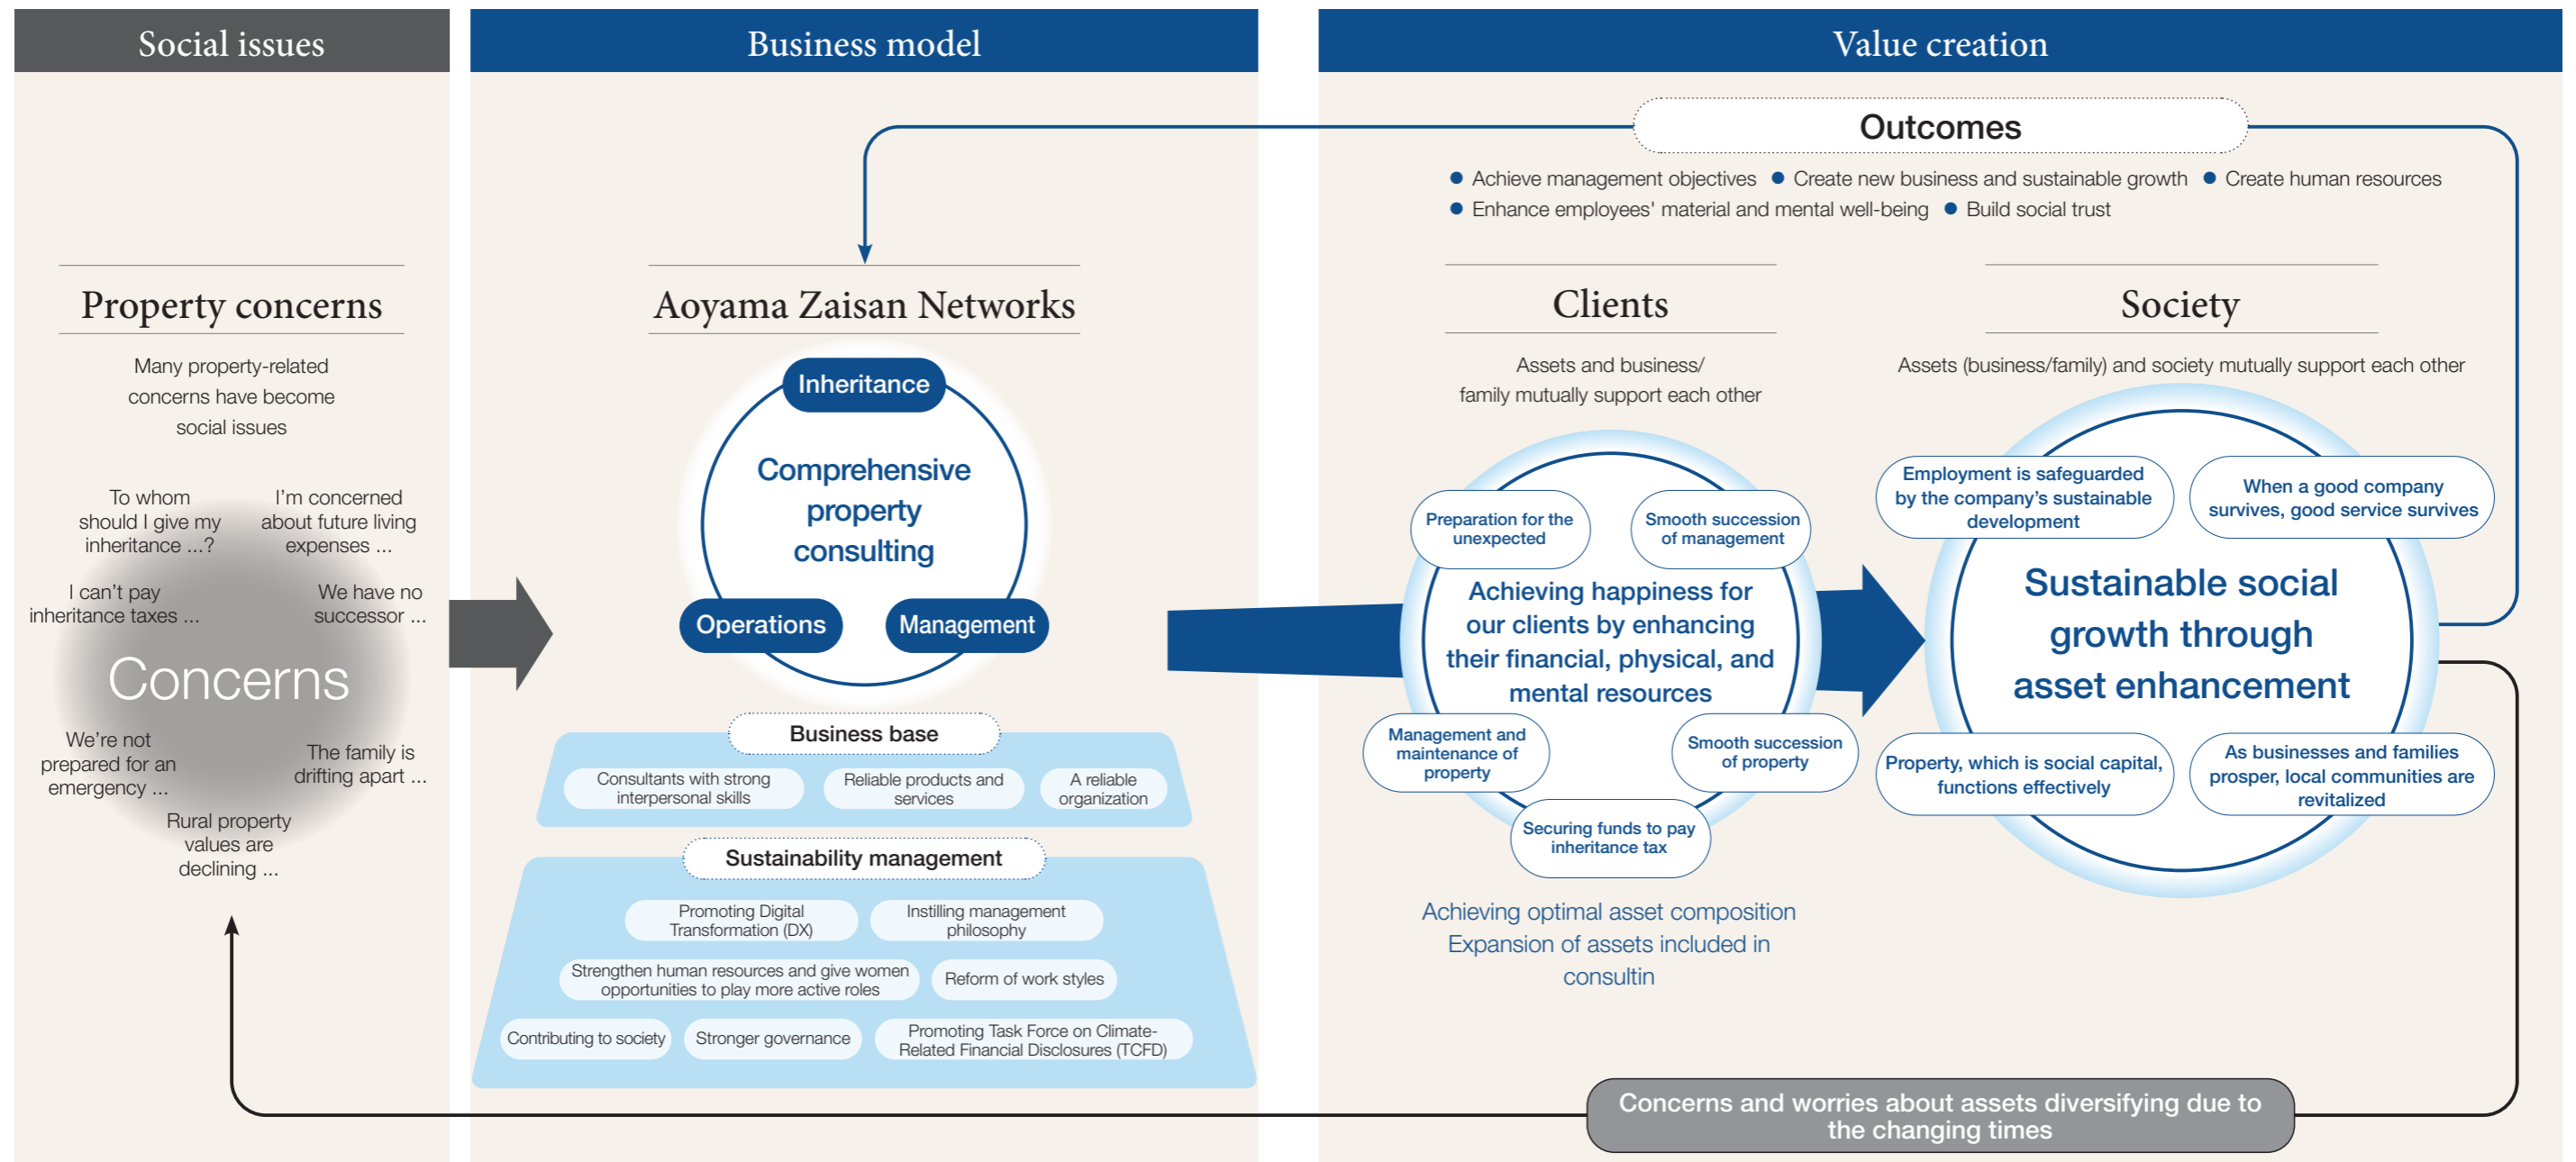 Social issues
Business model
Value creation
Property concerns
Many property-related
concerns have become
social issues
To whom
should I give my
inheritance ...?
I'm concerned
about future living
expenses ...
I can't pay
inheritance taxes ...
We have no
successor ...
Concerns
We're not
prepared for an
emergency ...
The family is
drifting apart ...
Rural property
values are
declining ...
Aoyama Zaisan Networks
Inheritance
Comprehensive
property
consulting
Operations
Management
Business base
Consultants with strong
interpersonal skills
Reliable products and
services
A reliable
organization
Sustainability management
Promoting Digital
Transformation (DX)
Instilling management
philosophy
Strengthen human resources and give women
opportunities to play more active roles
Reform of work styles
Contributing to society
Stronger governance
Promoting Task Force on Climate-
Related Financial Disclosures (TCFD)
Outcomes
● Achieve management objectives ● Create new business and sustainable growth ● Create human resources
● Enhance employees' material and mental well-being ● Build social trust
Clients
Assets and business/
family mutually support each other
Preparation for the
unexpected
Smooth succession
of management
Achieving happiness for
our clients by enhancing
their financial, physical, and
mental resources
Management and
maintenance of
property
Smooth succession
of property
Securing funds to pay
inheritance tax
Achieving optimal asset composition
Expansion of assets included in
consultin
Society
Assets (business/family) and society mutually support each other
Employment is safeguarded
by the company's sustainable
development
When a good company
survives, good service survives
Sustainable social
growth through
asset enhancement
Property, which is social capital,
functions effectively
As businesses and families
prosper, local communities are
revitalized
Concerns and worries about assets diversifying due to
the changing times